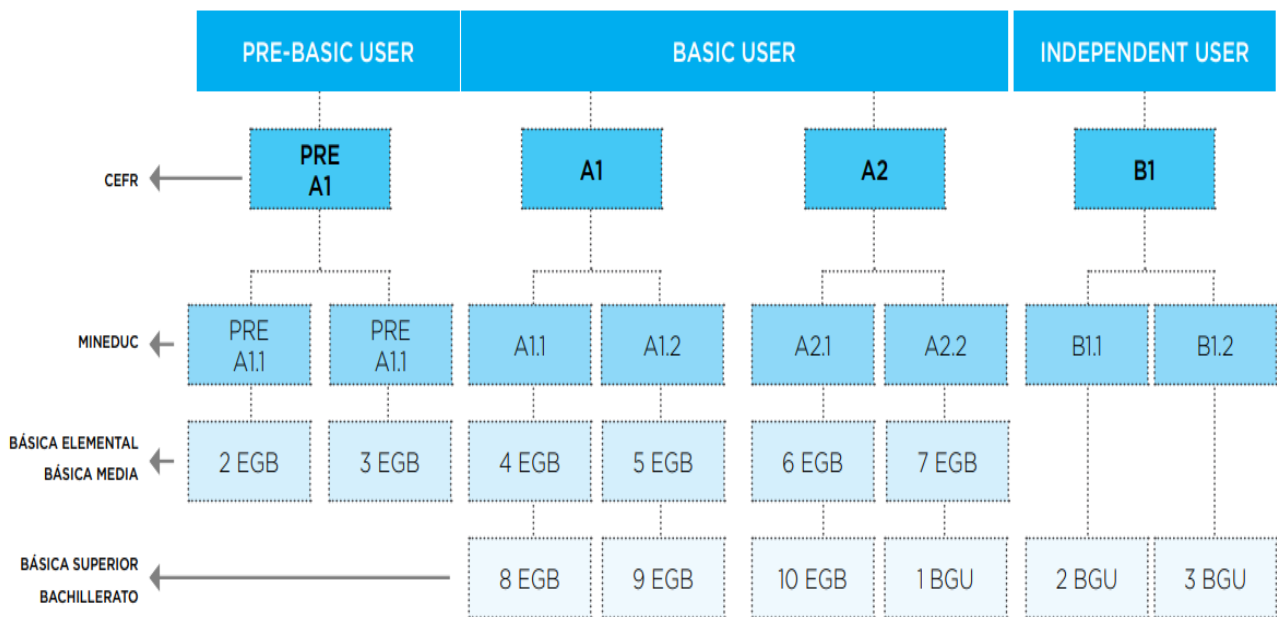 PRE-BASIC USER
BASIC USER
INDEPENDENT USER
CEFR
PRE
A1
A1
A2
B1
MINEDUC
PRE
A1.1
PRE
A1.1
A1.1
A1.2
A2.1
A2.2
B1.1
B1.2
BÁSICA ELEMENTAL
BÁSICA MEDIA
2 EGB
3 EGB
4 EGB
5 EGB
6 EGB
7 EGB
BÁSICA SUPERIOR
BACHILLERATO
8 EGB
9 EGB
10 EGB
1 BGU
2 BGU
3 BGU